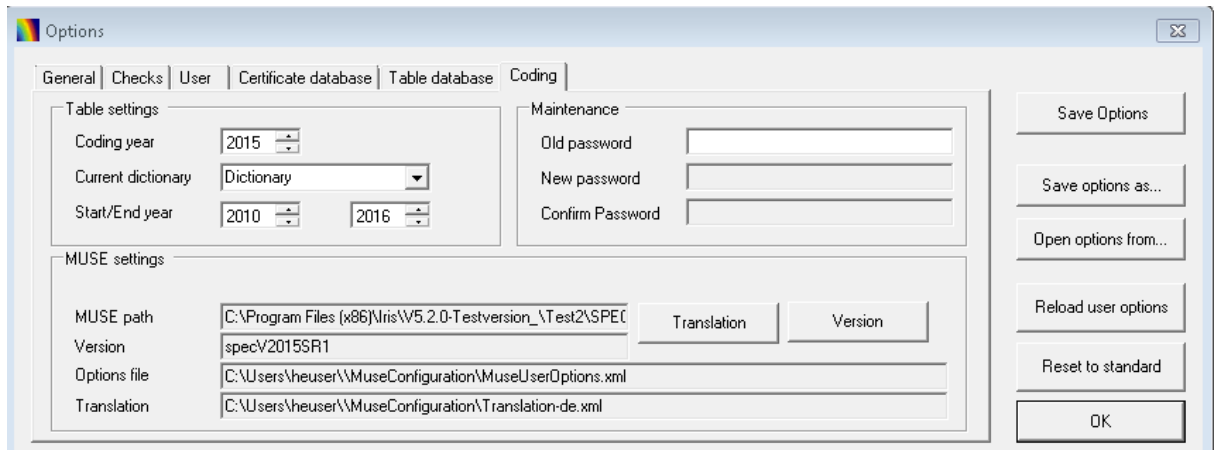 Options
General Checks User Certificate database Table database Coding
Table settings
Coding year 2015
Current dictionary Dictionary
Start/End year 2010 2016
Maintenance
Old password
New password
Confirm Password
MUSE settings
MUSE path C:\Program Files (x86)\Iris\V5.2.0-Testversion_\Test2\SPEC
Translation
Version
Version specV2015SR1
Options file C:\Users\heuser\\MuseConfiguration\MuseUserOptions.xml
Translation C:\Users\heuser\\MuseConfiguration\Translation-de.xml
Save Options
Save options as...
Open options from...
Reload user options
Reset to standard
OK